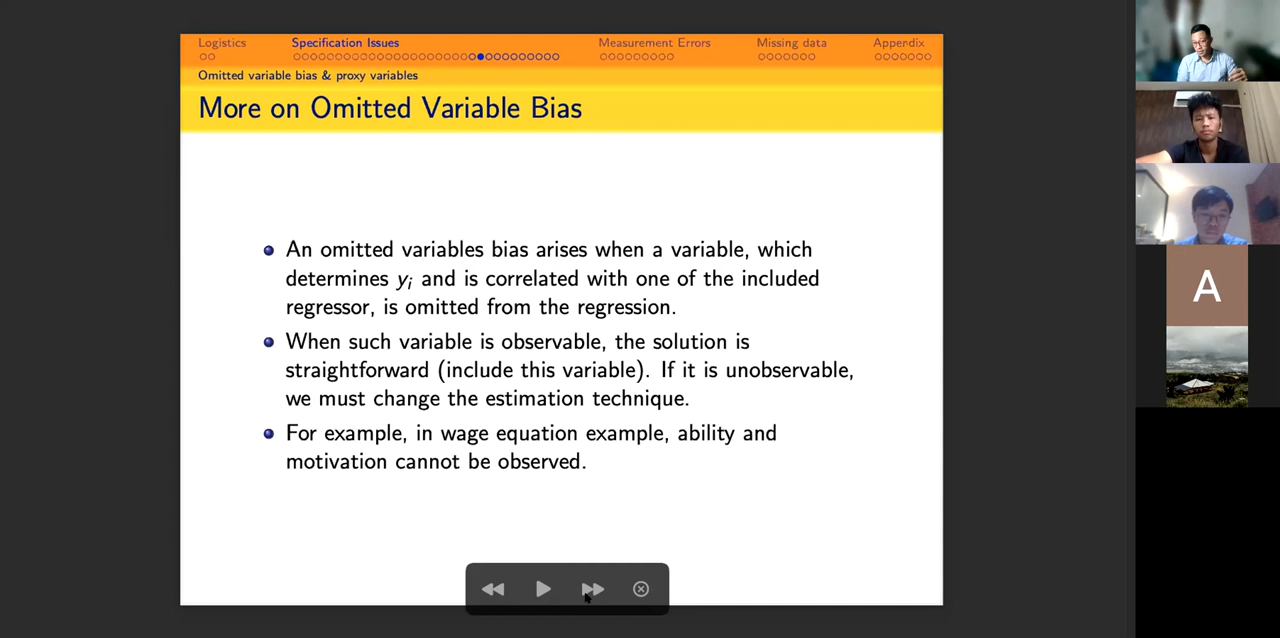 Logistics Specification Issues Measurement Errors Missing data Appendix
Omitted variable bias & proxy variables
More on Omitted Variable Bias
An omitted variables bias arises when a variable, which
determines yᵢ and is correlated with one of the included
regressor, is omitted from the regression.
When such variable is observable, the solution is
straightforward (include this variable). If it is unobservable,
we must change the estimation technique.
For example, in wage equation example, ability and
motivation cannot be observed.
A